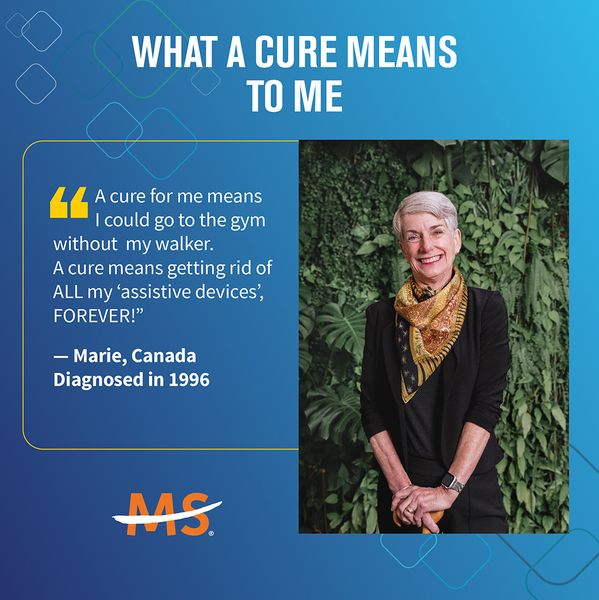 WHAT A CURE MEANS
TO ME
“ A cure for me means
I could go to the gym
without my walker.
A cure means getting rid of
ALL my ‘assistive devices’,
FOREVER!”
— Marie, Canada
Diagnosed in 1996
MS®